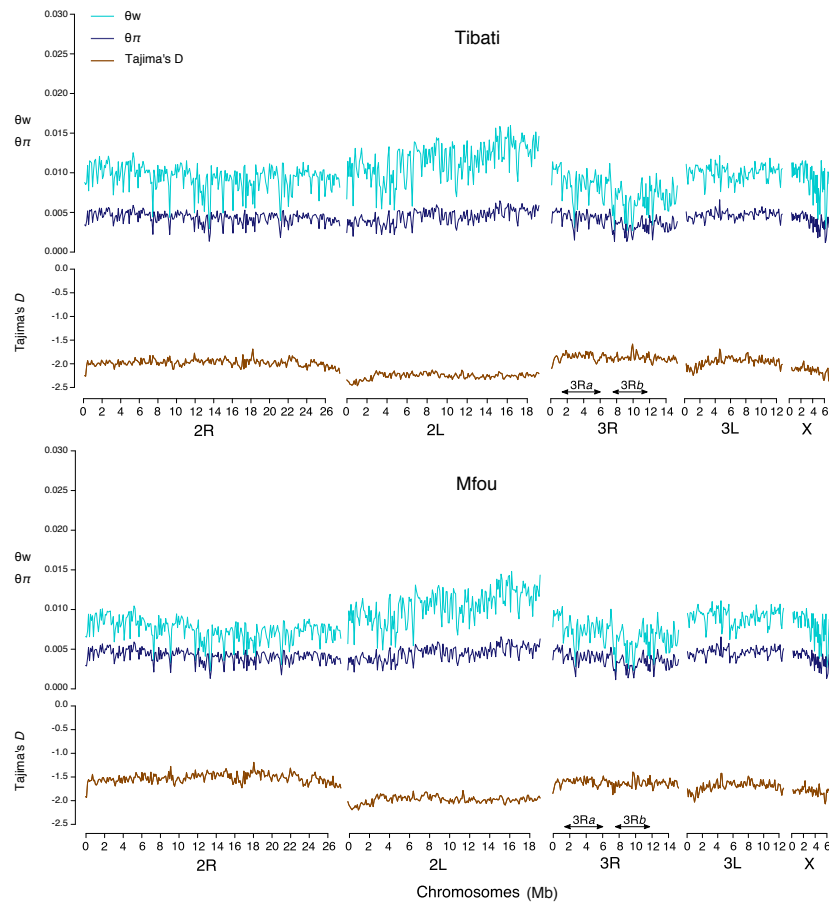 θw
θπ
Tajima's D
Tibati
0.030
0.025
0.020
0.015
0.010
0.005
0.000
θw
θπ
0.0
-0.5
-1.0
-1.5
-2.0
-2.5
Tajima's D
3Ra 3Rb
0 2 4 6 8 10 12 14 16 18 20 22 24 26 0 2 4 6 8 10 12 14 16 18 0 2 4 6 8 10 12 14 0 2 4 6 8 10 12 0 2 4 6
2R 2L 3R 3L X
Mfou
0.030
0.025
0.020
0.015
0.010
0.005
0.000
θw
θπ
0.0
-0.5
-1.0
-1.5
-2.0
-2.5
Tajima's D
3Ra 3Rb
0 2 4 6 8 10 12 14 16 18 20 22 24 26 0 2 4 6 8 10 12 14 16 18 0 2 4 6 8 10 12 14 0 2 4 6 8 10 12 0 2 4 6
2R 2L 3R 3L X
Chromosomes (Mb)